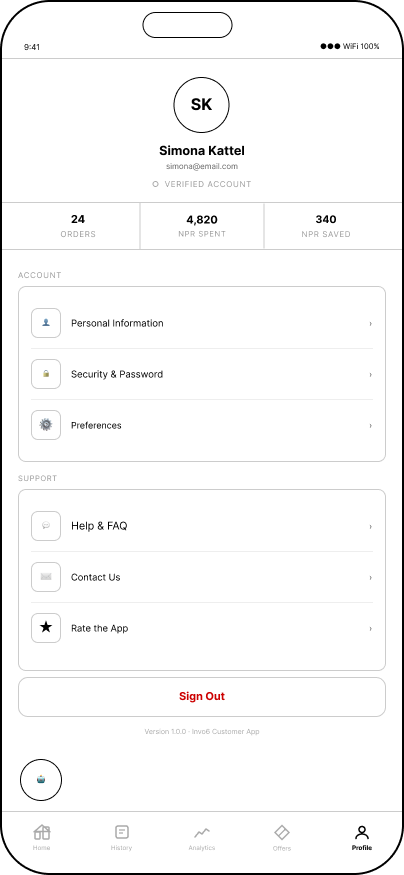 9:41
●●● WiFi 100%
SK
Simona Kattel
simona@email.com
VERIFIED ACCOUNT
24
ORDERS
4,820
NPR SPENT
340
NPR SAVED
ACCOUNT
Personal Information
Security & Password
Preferences
SUPPORT
Help & FAQ
Contact Us
Rate the App
Sign Out
Version 1.0.0 · Invo6 Customer App
Home
History
Analytics
Offers
Profile